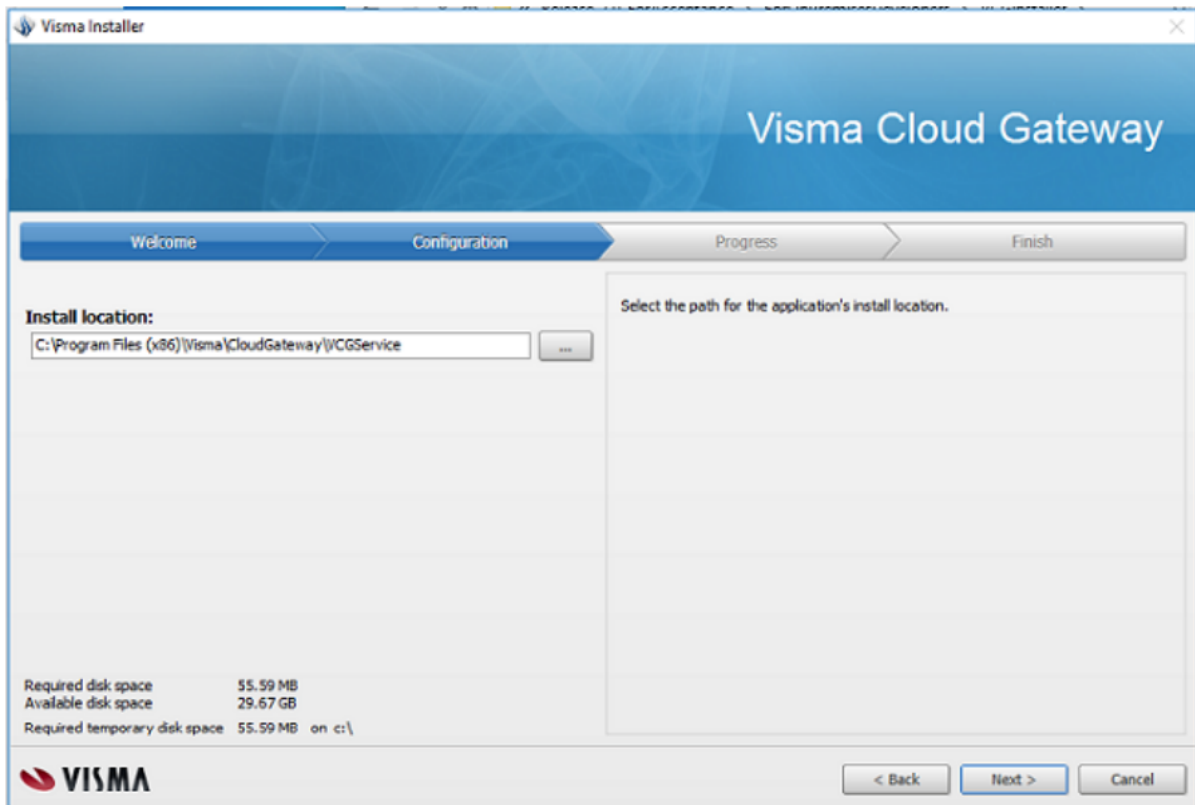 Visma Installer
Visma Cloud Gateway
Welcome
Configuration
Progress
Finish
Install location:
C:\Program Files (x86)\Visma\CloudGateway\VCGService
...
Select the path for the application's install location.
Required disk space 55.59 MB
Available disk space 29.67 GB
Required temporary disk space 55.59 MB on c:\
VISMA
< Back
Next >
Cancel